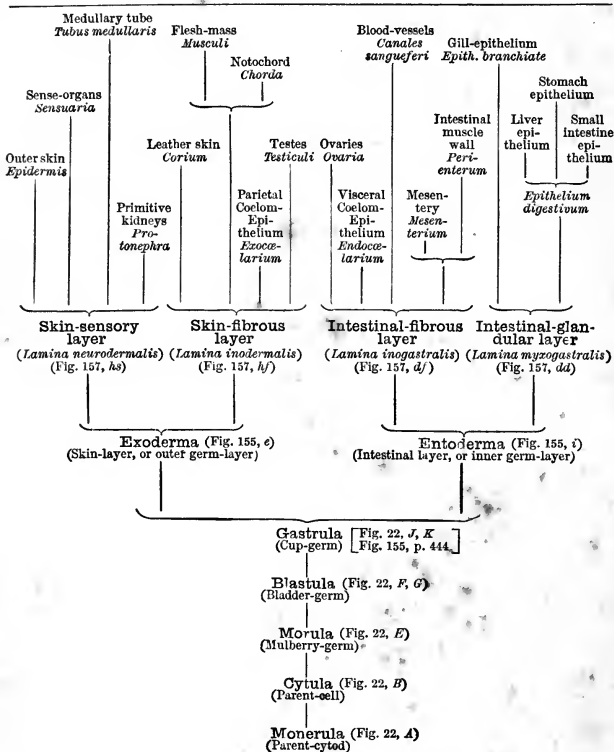 Medullary tube
Tubus medullaris
Flesh-mass
Musculi
Blood-vessels
Canales
sangueferi
Gill-epithelium
Epith. branchiate
Notochord
Chorda
Stomach
epithelium
Sense-organs
Sensuaria
Intestinal
muscle
wall
Peri-
enterum
Liver
epi-
thelium
Small
intestine
epi-
thelium
Outer skin
Epidermis
Leather skin
Corium
Testes
Testiculi
Ovaries
Ovaria
Primitive
kidneys
Pro-
tonephra
Parietal
Coelom-
Epi-
thelium
Exocœ-
larium
Visceral
Coelom-
Epi-
thelium
Endocœ-
larium
Mesen-
tery
Mesen-
terium
Epithelium
digestivum
Skin-sensory
layer
(Lamina neurodermalis)
(Fig. 157, hs)
Skin-fibrous
layer
(Lamina inodermalis)
(Fig. 157, hf)
Intestinal-fibrous
layer
(Lamina inogastralis)
(Fig. 157, df)
Intestinal-glan-
dular layer
(Lamina myxogastralis)
(Fig. 157, dd)
Exoderma (Fig. 155, e)
(Skin-layer, or outer germ-layer)
Entoderma (Fig. 155, i)
(Intestinal layer, or inner germ-layer)
Gastrula [Fig. 22, J, K
(Cup-germ) Fig. 155, p. 444.]
Blastula (Fig. 22, F, G)
(Bladder-germ)
Morula (Fig. 22, E)
(Mulberry-germ)
Cytula (Fig. 22, B)
(Parent-cell)
Monerula (Fig. 22, A)
(Parent-cytod)